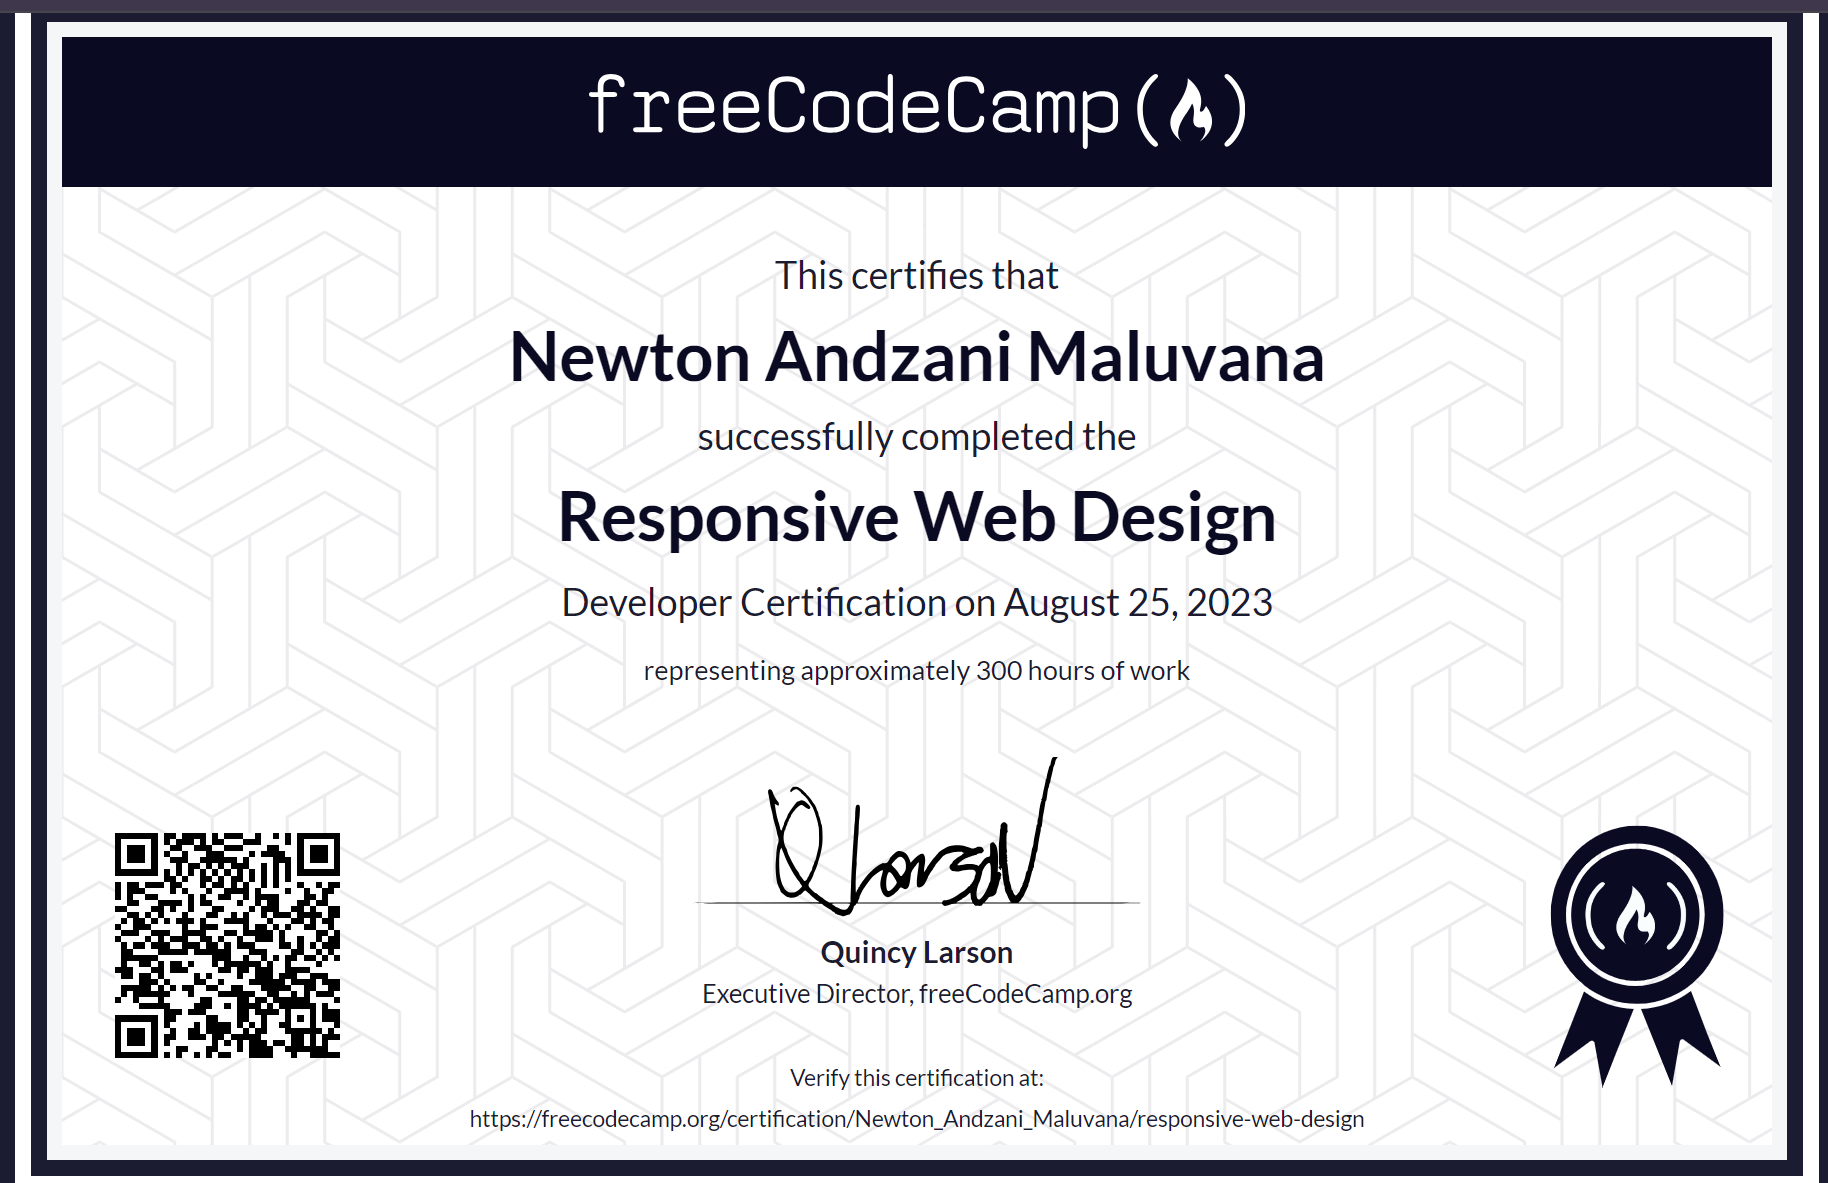 freeCodeCamp
This certifies that
Newton Andzani Maluvana
successfully completed the
Responsive Web Design
Developer Certification on August 25, 2023
representing approximately 300 hours of work
Q Larson
Quincy Larson
Executive Director, freeCodeCamp.org
Verify this certification at:
https://freecodecamp.org/certification/Newton_Andzani_Maluvana/responsive-web-design